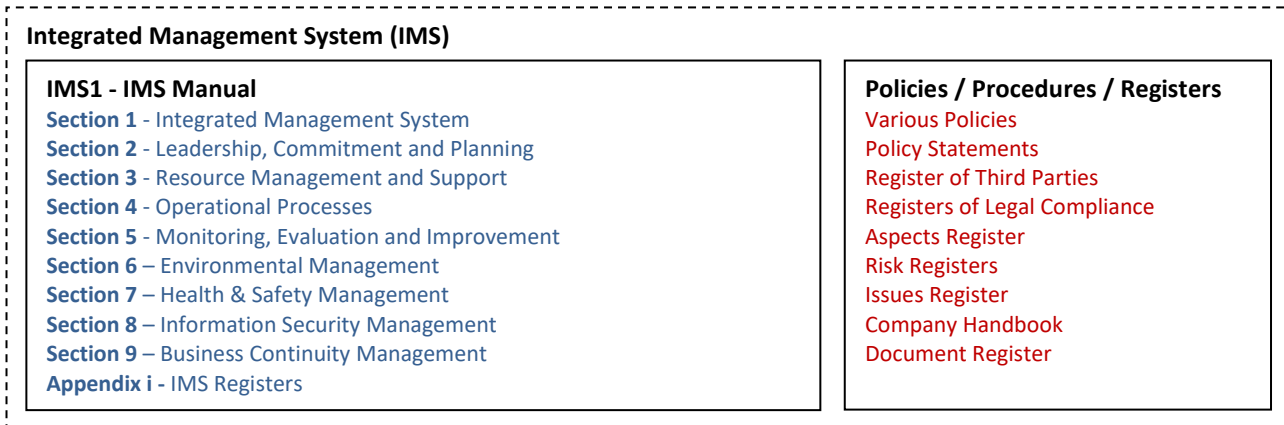 Integrated Management System (IMS)
IMS1 - IMS Manual
Section 1 - Integrated Management System
Section 2 - Leadership, Commitment and Planning
Section 3 - Resource Management and Support
Section 4 - Operational Processes
Section 5 - Monitoring, Evaluation and Improvement
Section 6 – Environmental Management
Section 7 – Health & Safety Management
Section 8 – Information Security Management
Section 9 – Business Continuity Management
Appendix i - IMS Registers
Policies / Procedures / Registers
Various Policies
Policy Statements
Register of Third Parties
Registers of Legal Compliance
Aspects Register
Risk Registers
Issues Register
Company Handbook
Document Register